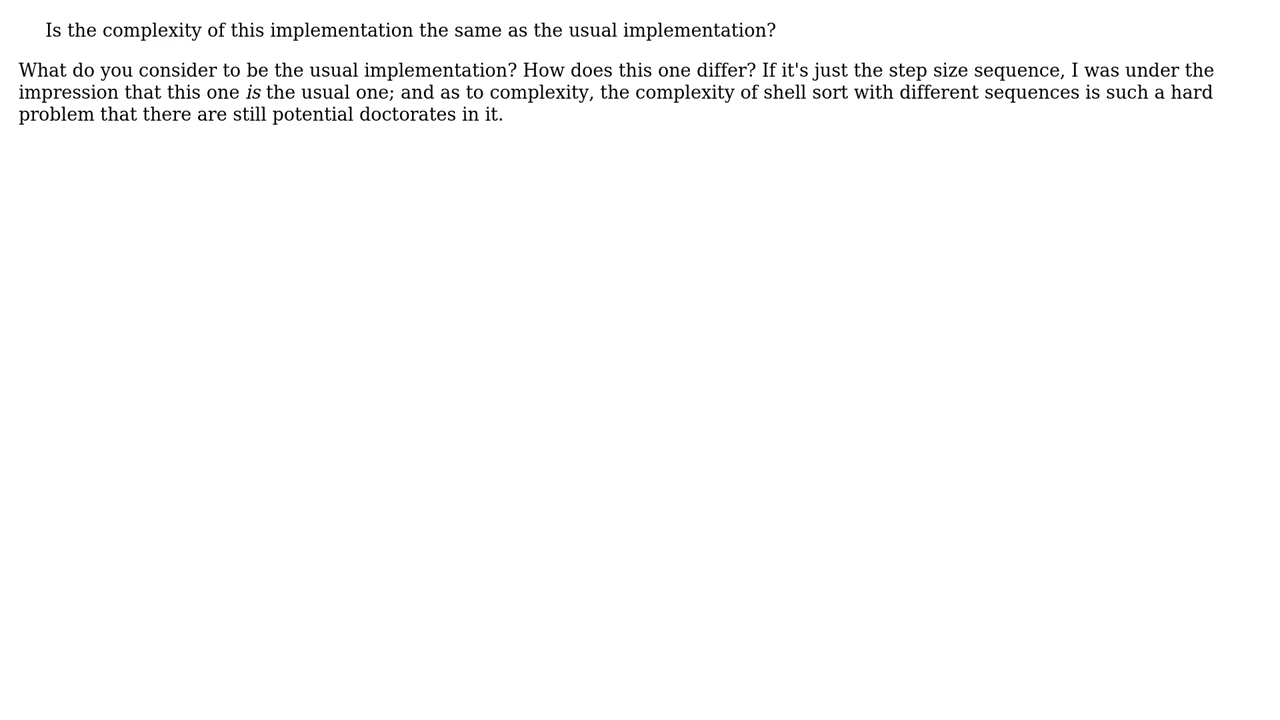 Is the complexity of this implementation the same as the usual implementation?
What do you consider to be the usual implementation? How does this one differ? If it's just the step size sequence, I was under the
impression that this one is the usual one; and as to complexity, the complexity of shell sort with different sequences is such a hard
problem that there are still potential doctorates in it.